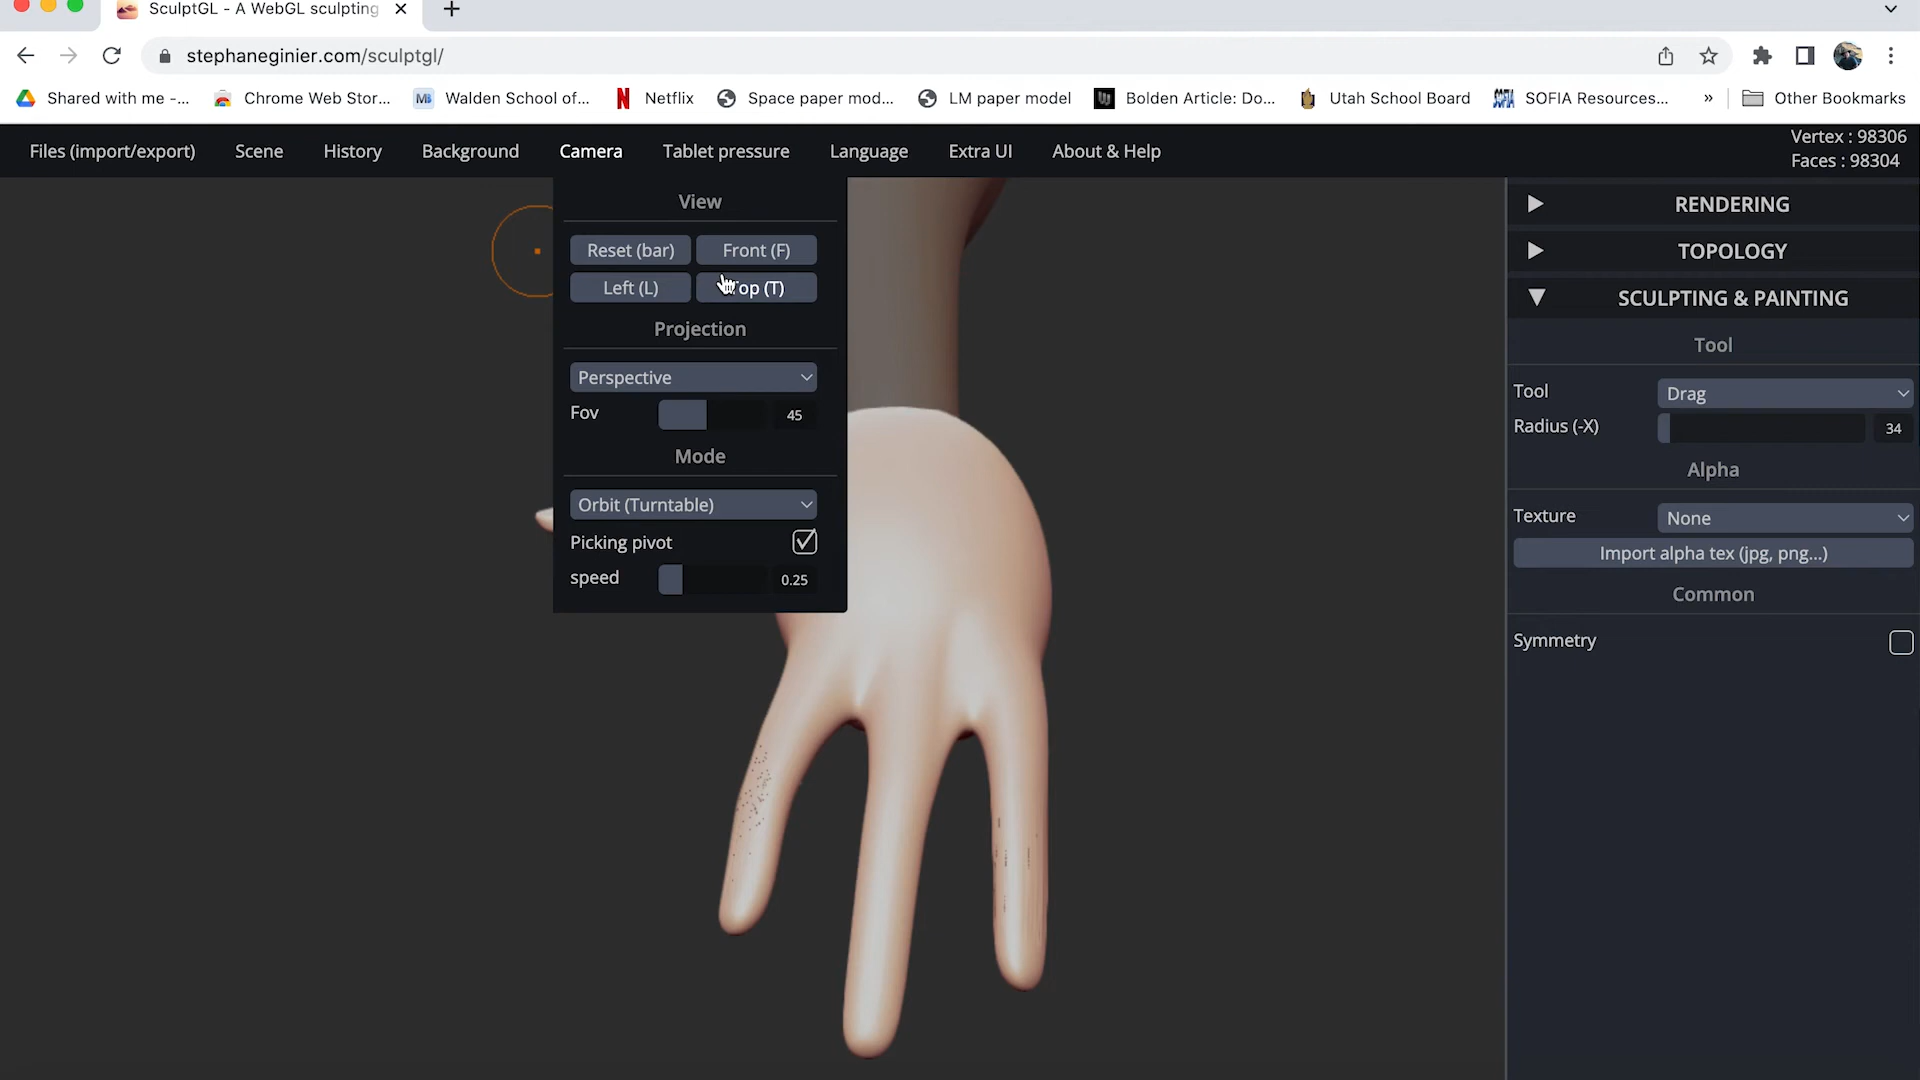 SculptGL - A WebGL sculpting
stephaneginier.com/sculptgl/
Shared with me -... Chrome Web Stor... Walden School of... Netflix Space paper mod... LM paper model Bolden Article: Do... Utah School Board SOFIA Resources... » Other Bookmarks
Files (import/export) Scene History Background Camera Tablet pressure Language Extra UI About & Help
Vertex : 98306
Faces : 98304
View
Reset (bar) Front (F)
Left (L) Top (T)
Projection
Perspective
Fov 45
Mode
Orbit (Turntable)
Picking pivot
speed 0.25
RENDERING
TOPOLOGY
SCULPTING & PAINTING
Tool
Tool Drag
Radius (-X) 34
Alpha
Texture None
Import alpha tex (jpg, png...)
Common
Symmetry